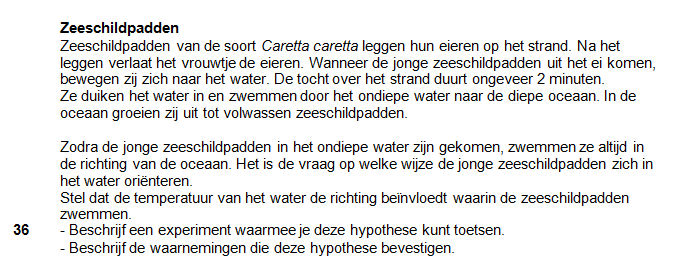 Zeeschildpadden
Zeeschildpadden van de soort Caretta caretta leggen hun eieren op het strand. Na het
leggen verlaat het vrouwtje de eieren. Wanneer de jonge zeeschildpadden uit het ei komen,
bewegen zij zich naar het water. De tocht over het strand duurt ongeveer 2 minuten.
Ze duiken het water in en zwemmen door het ondiepe water naar de diepe oceaan. In de
oceaan groeien zij uit tot volwassen zeeschildpadden.
Zodra de jonge zeeschildpadden in het ondiepe water zijn gekomen, zwemmen ze altijd in
de richting van de oceaan. Het is de vraag op welke wijze de jonge zeeschildpadden zich in
het water oriënteren.
Stel dat de temperatuur van het water de richting beïnvloedt waarin de zeeschildpadden
zwemmen.
36 - Beschrijf een experiment waarmee je deze hypothese kunt toetsen.
- Beschrijf de waarnemingen die deze hypothese bevestigen.